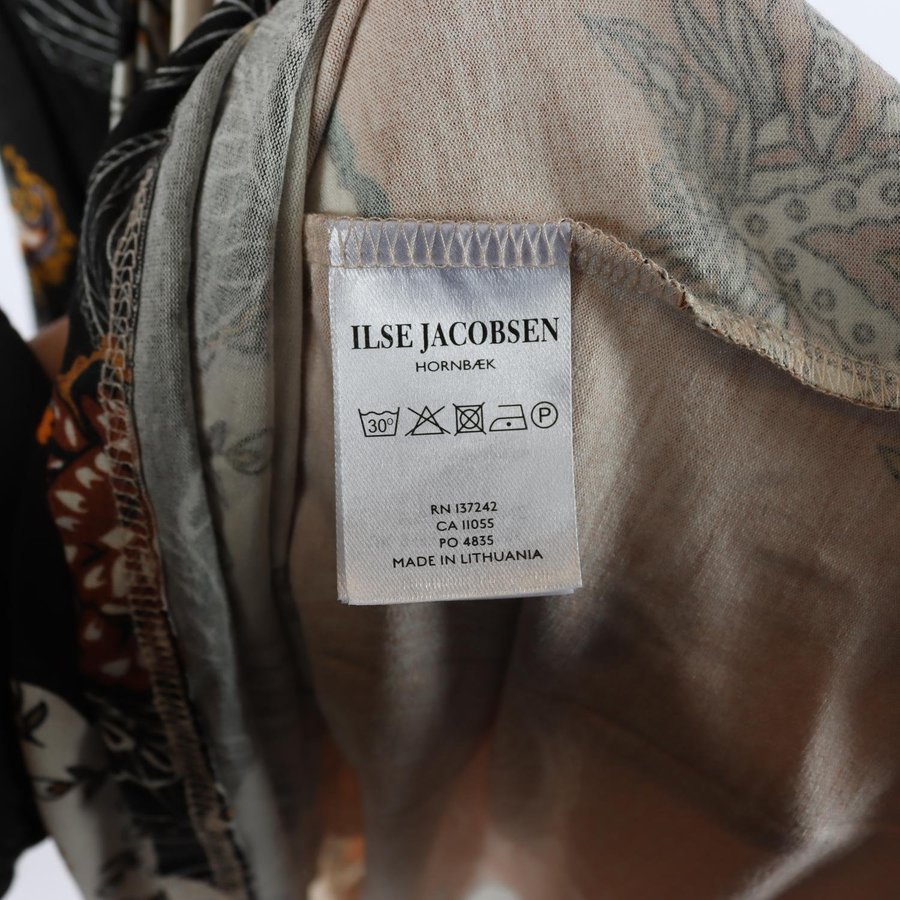 ILSE JACOBSEN
HORNBÆK
30° P
RN 137242
CA 11055
PO 4835
MADE IN LITHUANIA